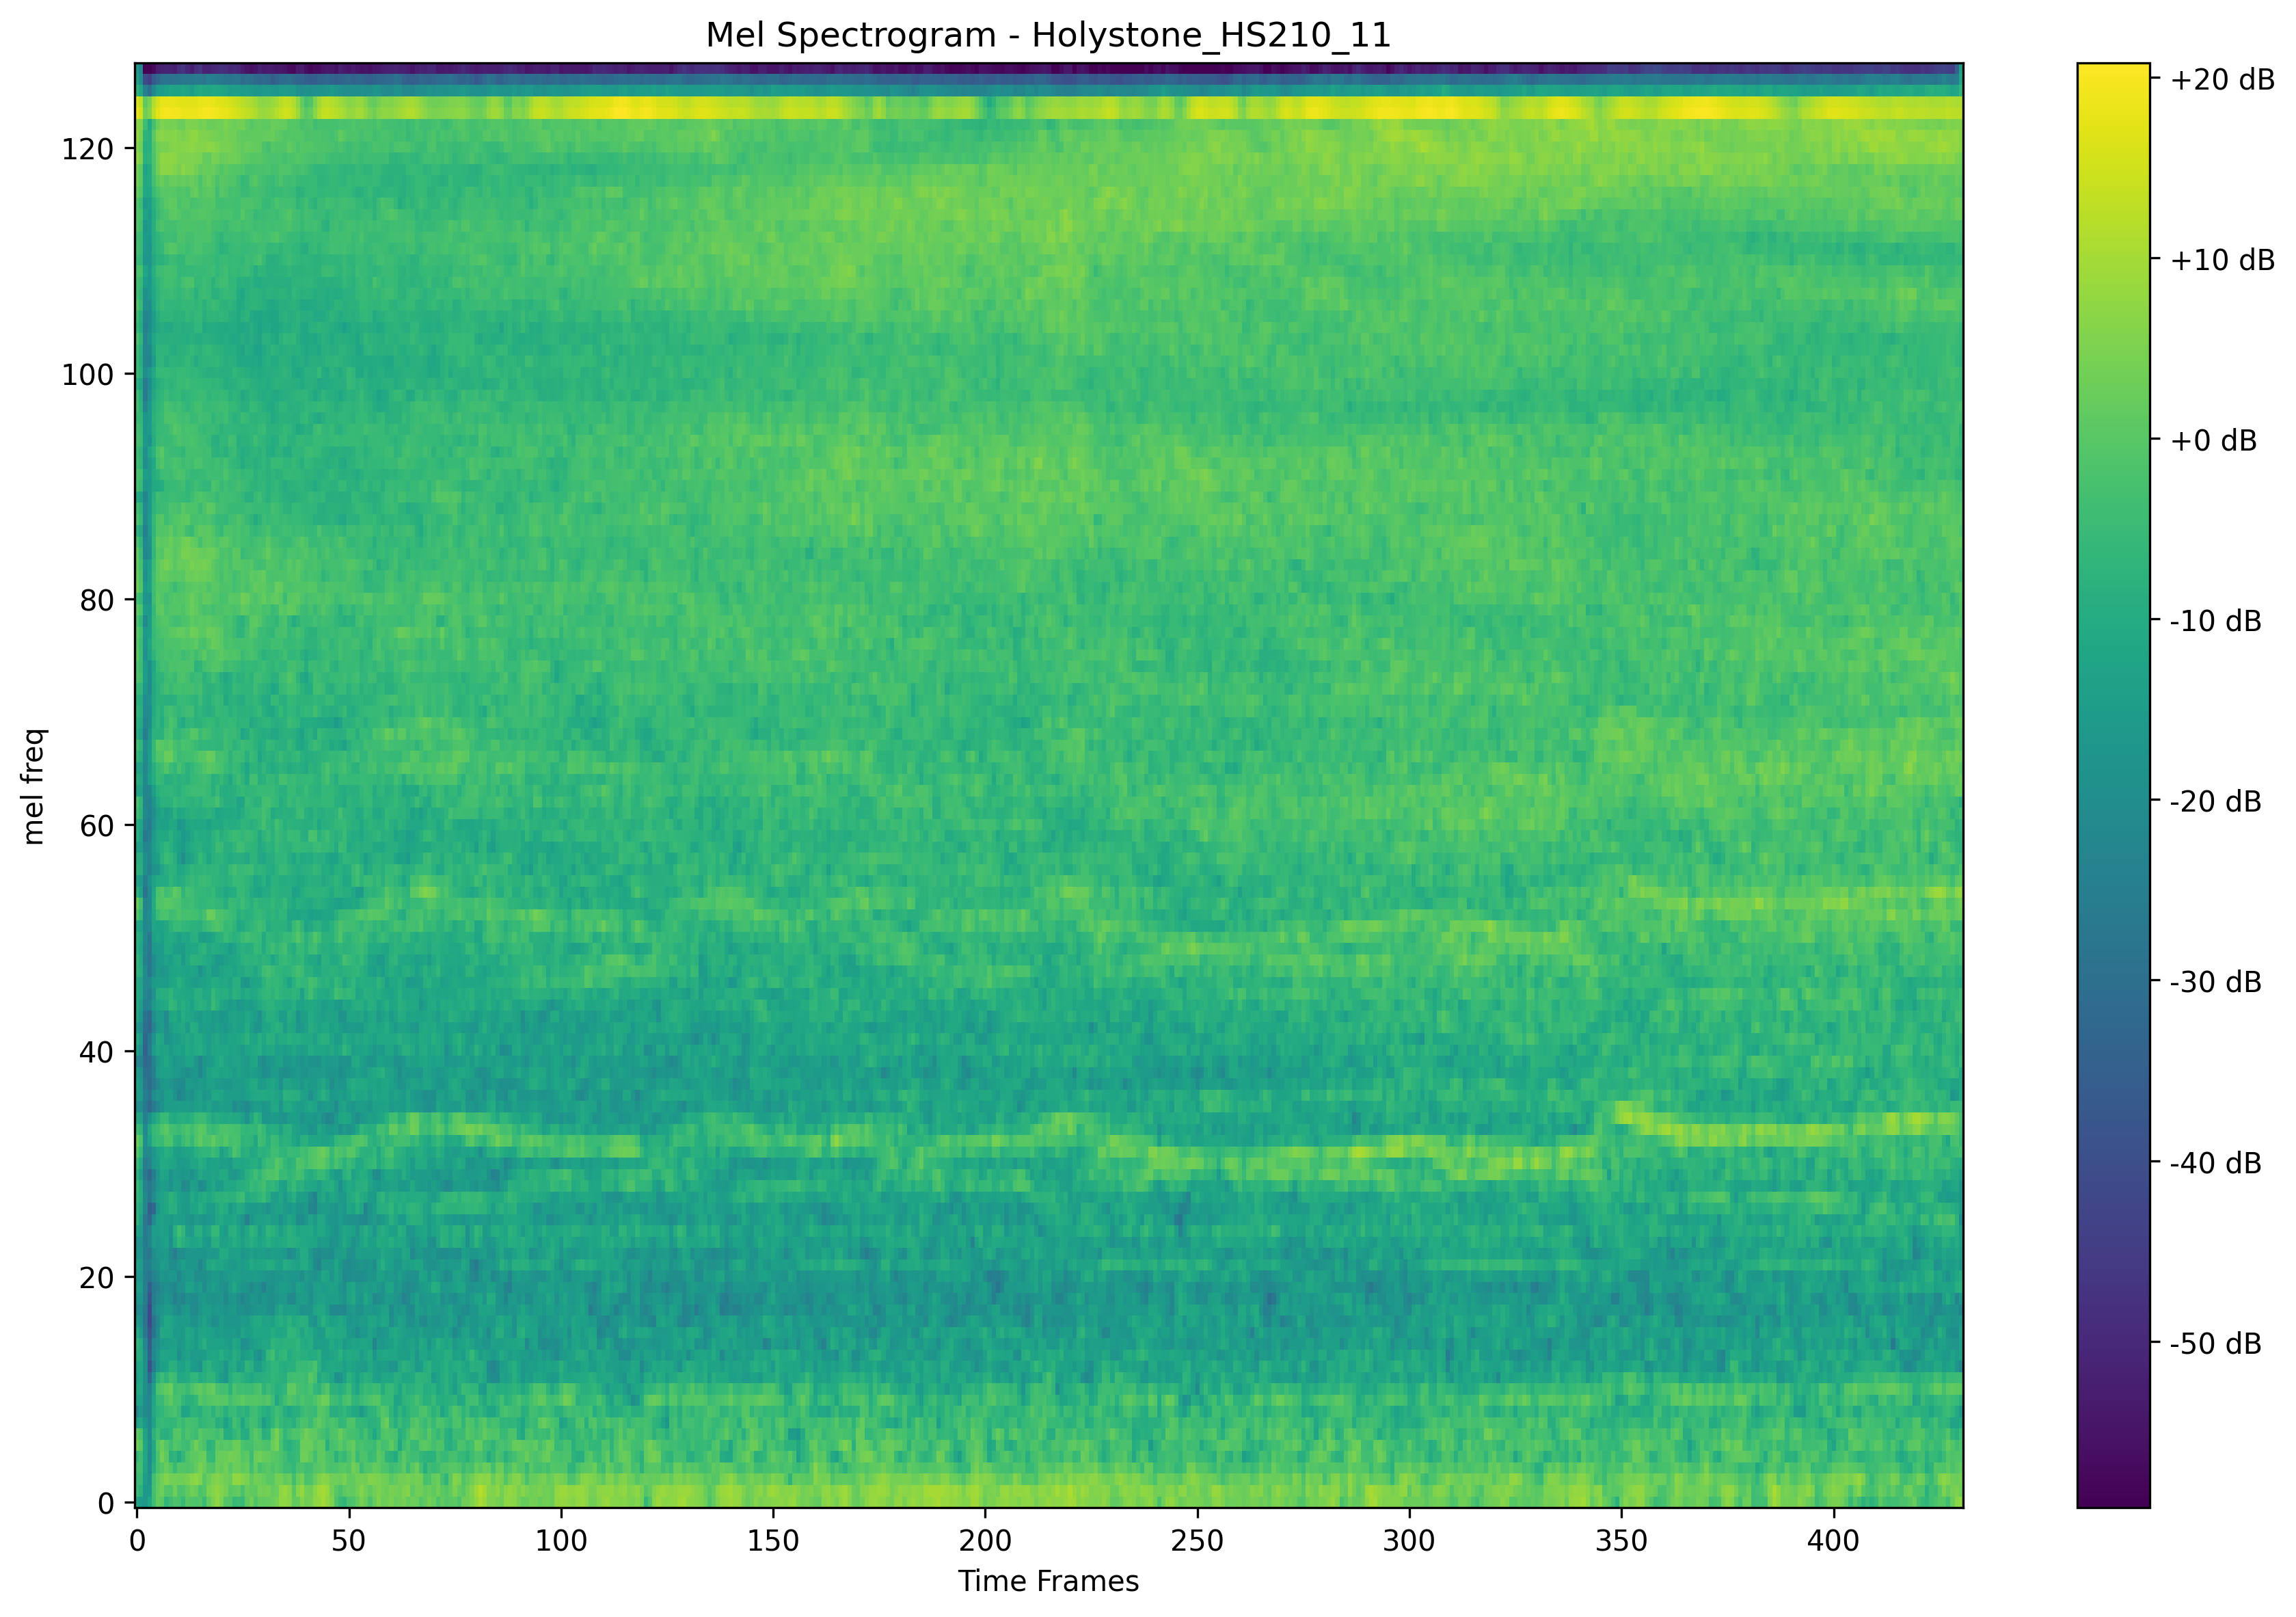 Mel Spectrogram - Holystone_HS210_11
mel freq
120
100
80
60
40
20
0
0 50 100 150 200 250 300 350 400
Time Frames
+20 dB
+10 dB
+0 dB
-10 dB
-20 dB
-30 dB
-40 dB
-50 dB